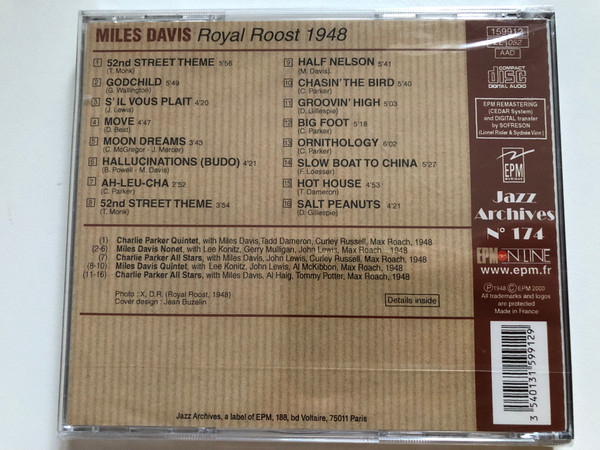 MILES DAVIS Royal Roost 1948
1 52nd STREET THEME 3'56
(T. Monk)
2 GODCHILD 5'49
(G. Wallington)
3 S'IL VOUS PLAIT 4'20
(J. Lewis)
4 MOVE 4'47
(D. Best)
5 MOON DREAMS 3'43
(C. McGregor - J. Mercer)
6 HALLUCINATIONS (BUDO) 4'21
(B. Powell - M. Davis)
7 AH-LEU-CHA 2'52
(C. Parker)
8 52nd STREET THEME 3'54
(T. Monk)
9 HALF NELSON 5'41
(M. Davis)
10 CHASIN' THE BIRD 5'40
(C. Parker)
11 GROOVIN' HIGH 5'03
(D. Gillespie)
12 BIG FOOT 5'18
(C. Parker)
13 ORNITHOLOGY 6'02
(C. Parker)
14 SLOW BOAT TO CHINA 5'27
(F. Loesser)
15 HOT HOUSE 4'53
(T. Dameron)
16 SALT PEANUTS 4'21
(D. Gillespie)
(1) Charlie Parker Quintet, with Miles Davis, Tadd Dameron, Curley Russell, Max Roach, 1948
(2-6) Miles Davis Nonet, with Lee Konitz, Gerry Mulligan, John Lewis, Max Roach, 1948
(7) Charlie Parker All Stars, with Miles Davis, John Lewis, Curley Russell, Max Roach, 1948
(8-10) Miles Davis Quintet, with Lee Konitz, John Lewis, Al McKibbon, Max Roach, 1948
(11-16) Charlie Parker All Stars, with Miles Davis, Al Haig, Tommy Potter, Max Roach, 1948
Photo : X, D.R. (Royal Roost, 1948)
Cover design : Jean Buzelin
Details inside
Jazz Archives, a label of EPM, 188, bd Voltaire, 75011 Paris
159912
AAD
COMPACT
disc
DIGITAL AUDIO
EPM REMASTERING
(CEDAR System)
and DIGITAL transfer
by SOFRESON
EPM
MUSIQUE
Jazz
Archives
N° 174
EPM ON LINE
www.epm.fr
Ⓟ 1948 © EPM 2000
All trademarks and logos
are protected
Made in France
3 540131 599129